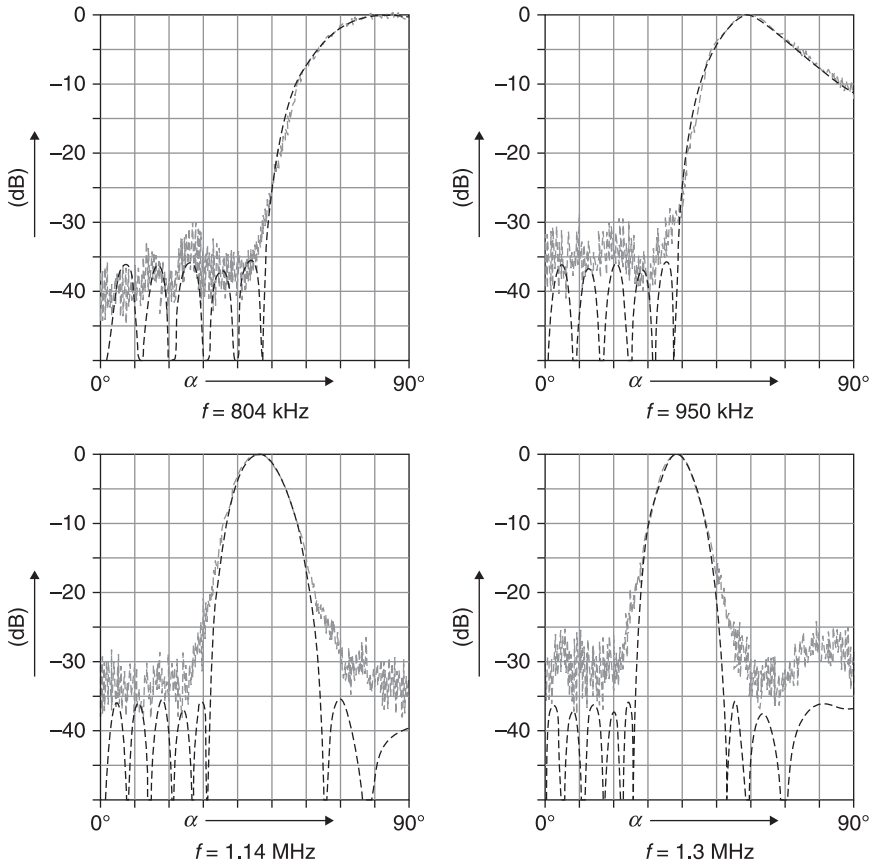 0
−10
−20
−30
−40
(dB)
0° α 90°
f = 804 kHz
0
−10
−20
−30
−40
(dB)
0° α 90°
f = 950 kHz
0
−10
−20
−30
−40
(dB)
0° α 90°
f = 1.14 MHz
0
−10
−20
−30
−40
(dB)
0° α 90°
f = 1.3 MHz